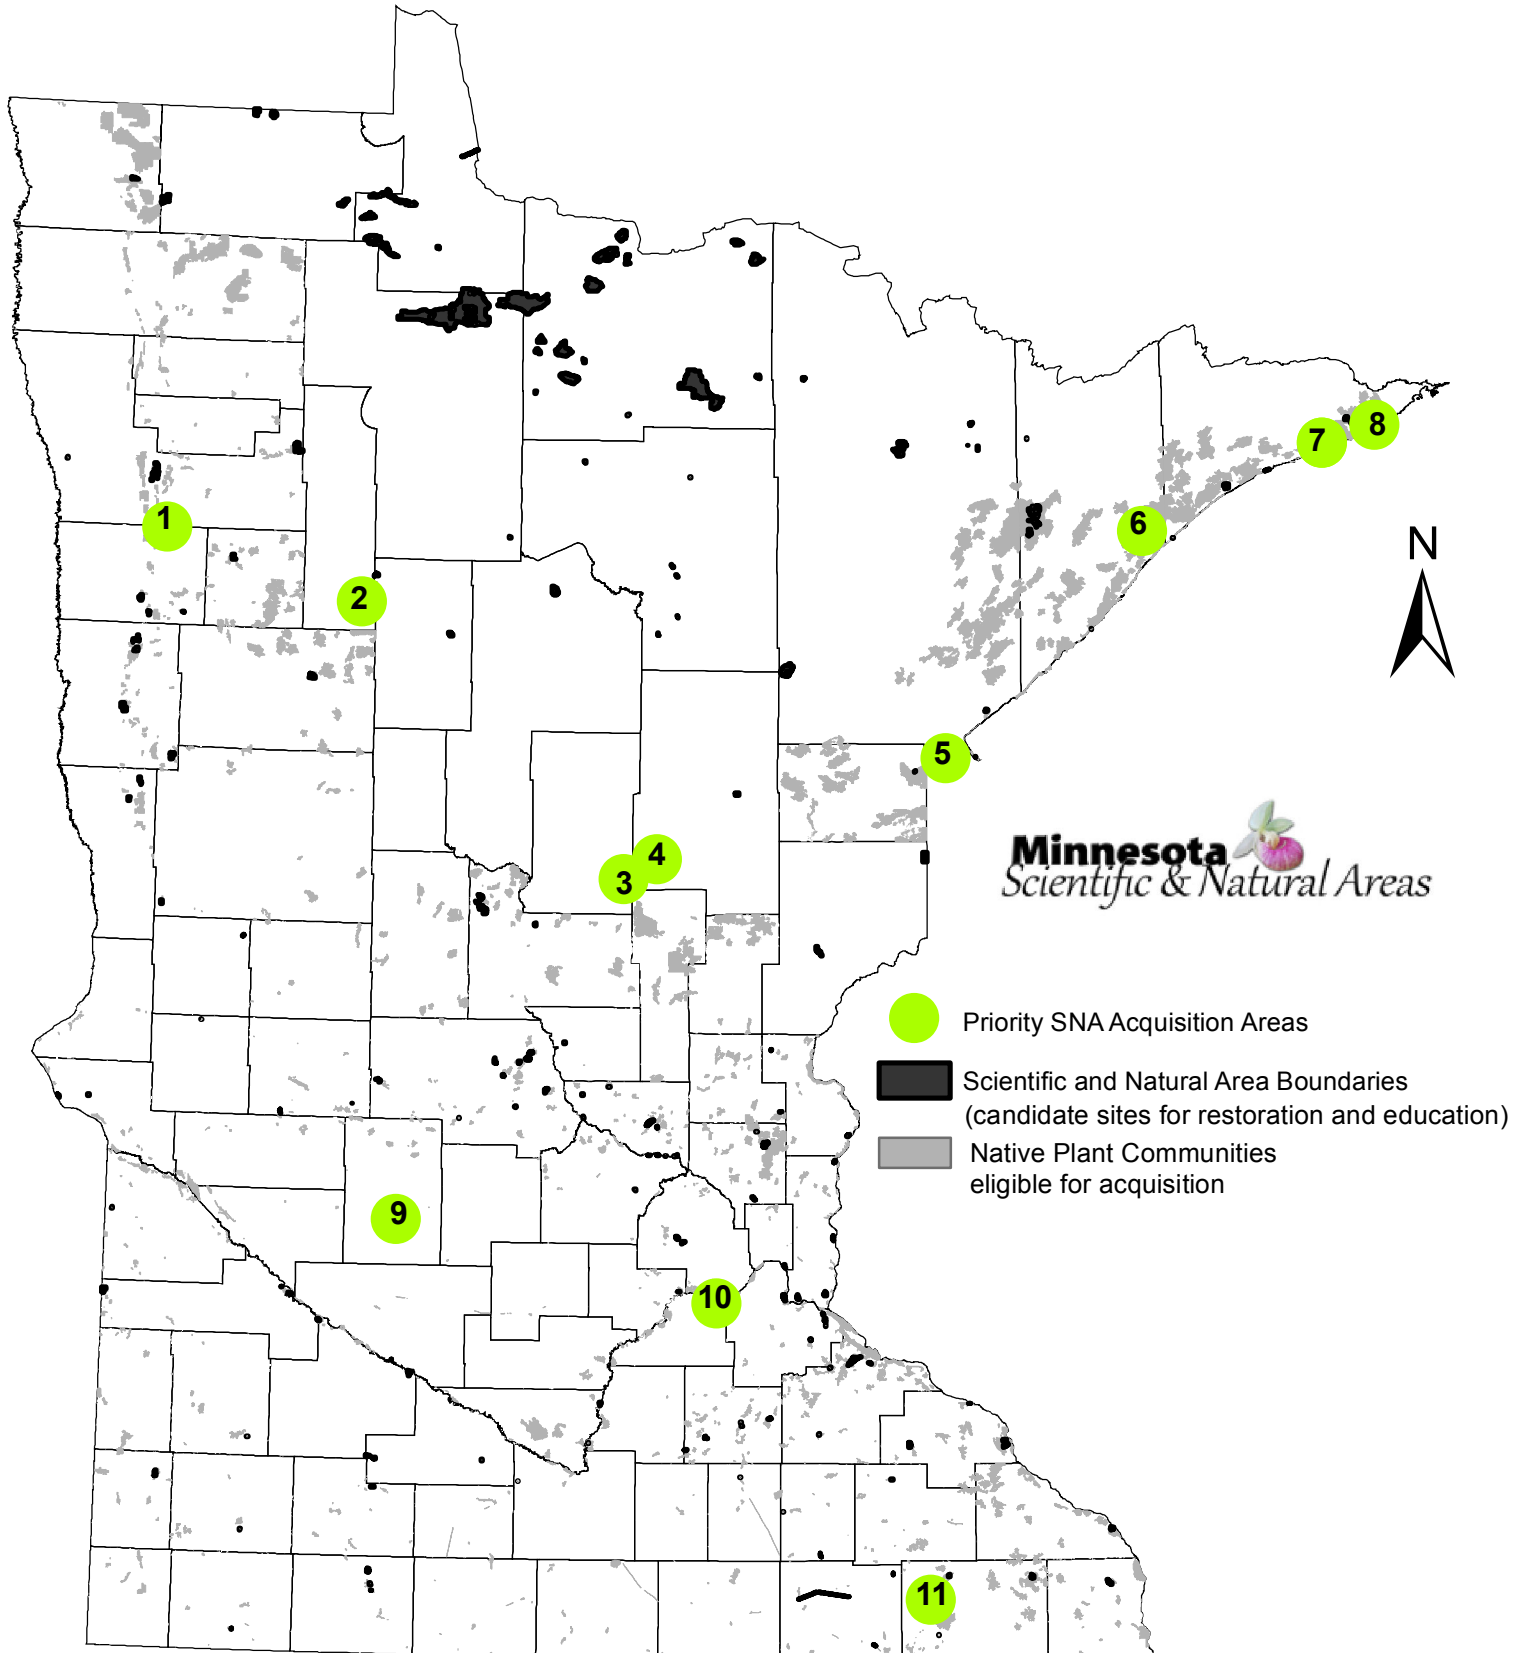 8
7
1
6
N
2
5
Minnesota
Scientific & Natural Areas
4
3
Priority SNA Acquisition Areas
Scientific and Natural Area Boundaries
(candidate sites for restoration and education)
Native Plant Communities
eligible for acquisition
9
10
11